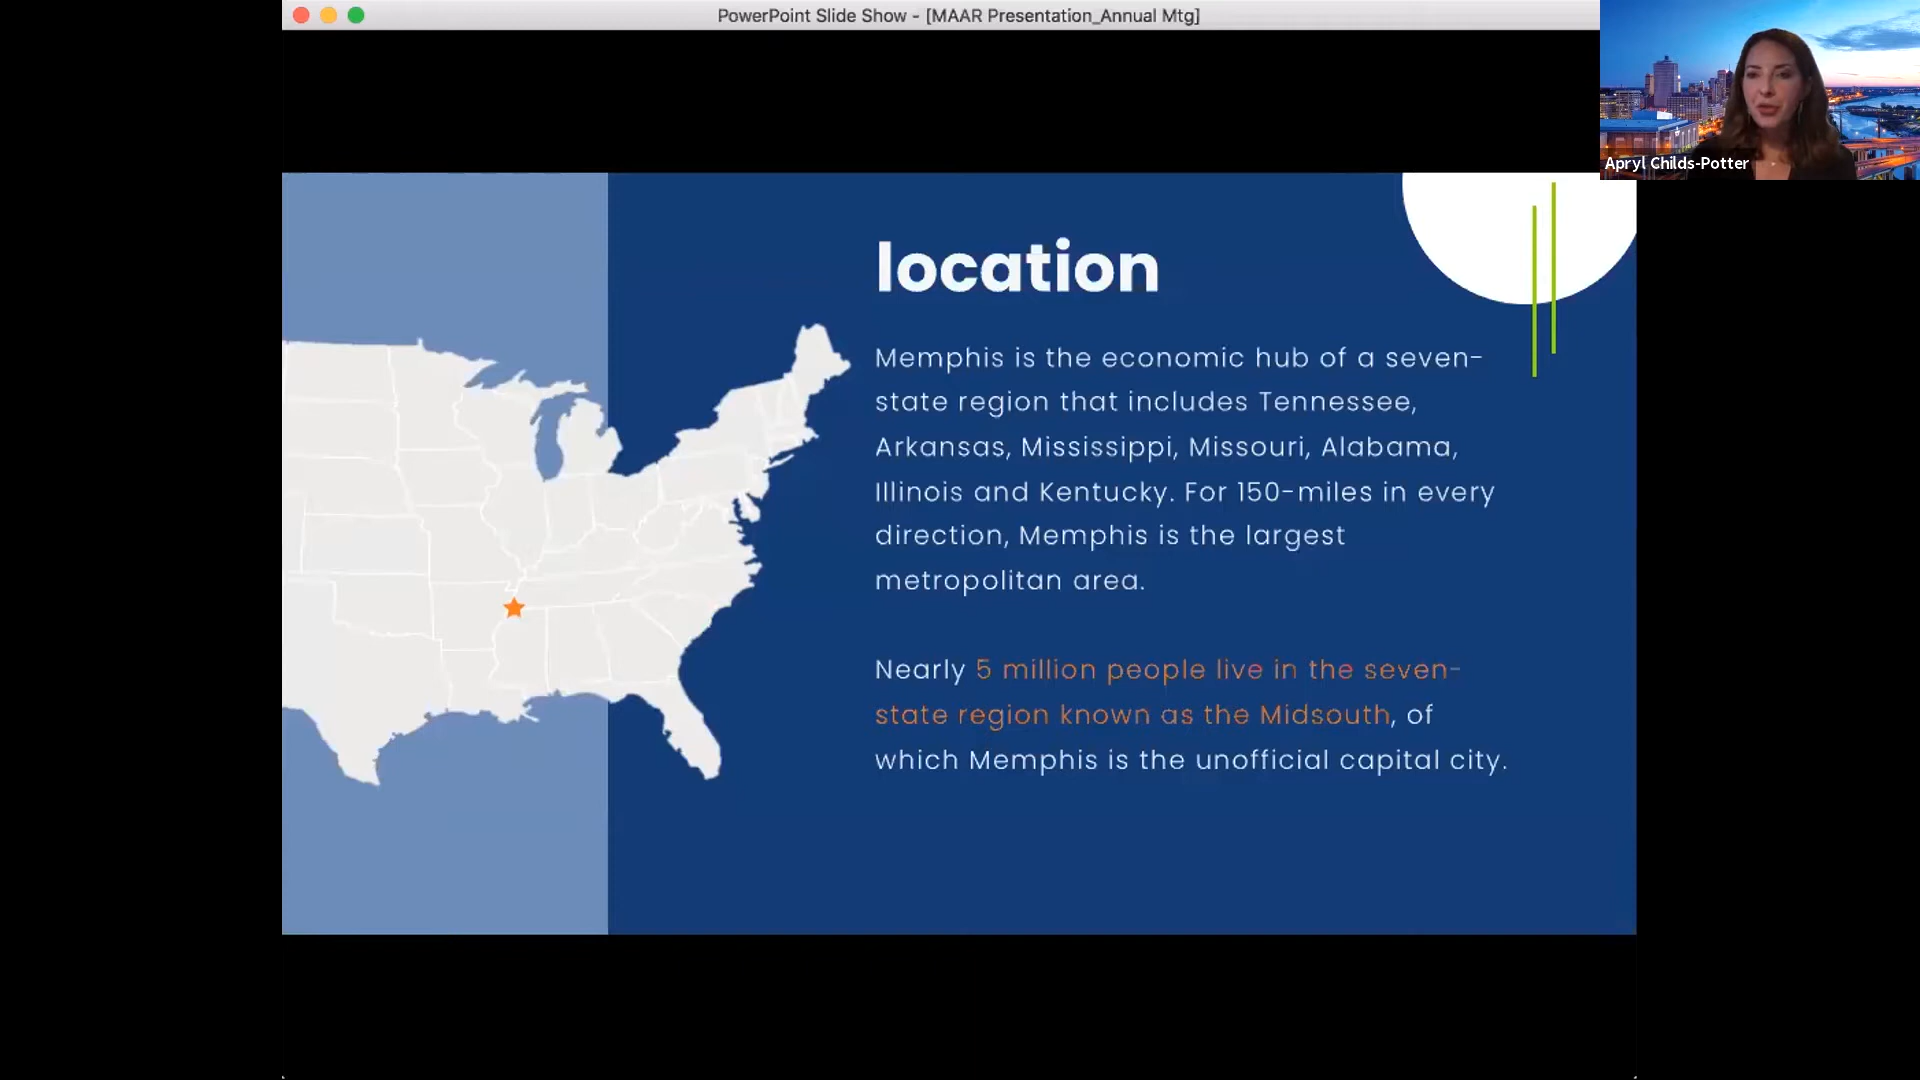 PowerPoint Slide Show - [MAAR Presentation_Annual Mtg]
Apryl Childs-Potter
location
Memphis is the economic hub of a seven-
state region that includes Tennessee,
Arkansas, Mississippi, Missouri, Alabama,
Illinois and Kentucky. For 150-miles in every
direction, Memphis is the largest
metropolitan area.
Nearly 5 million people live in the seven-
state region known as the Midsouth, of
which Memphis is the unofficial capital city.